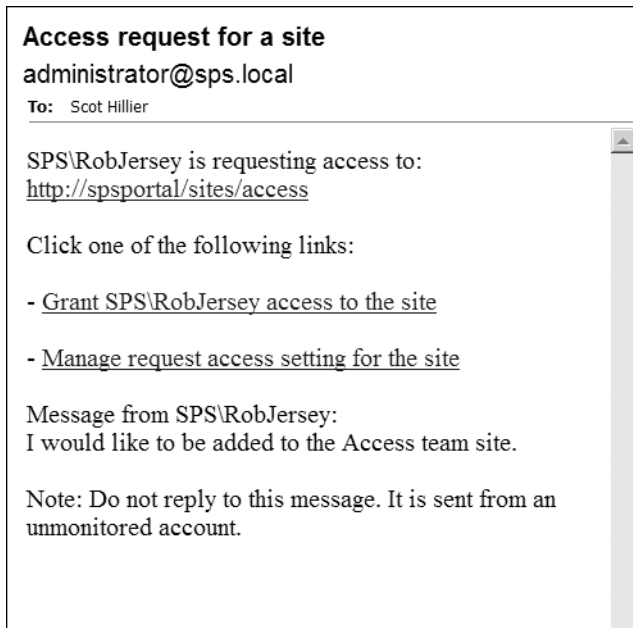 Access request for a site
administrator@sps.local
To: Scot Hillier
SPS\RobJersey is requesting access to:
http://spsportal/sites/access
Click one of the following links:
- Grant SPS\RobJersey access to the site
- Manage request access setting for the site
Message from SPS\RobJersey:
I would like to be added to the Access team site.
Note: Do not reply to this message. It is sent from an
unmonitored account.